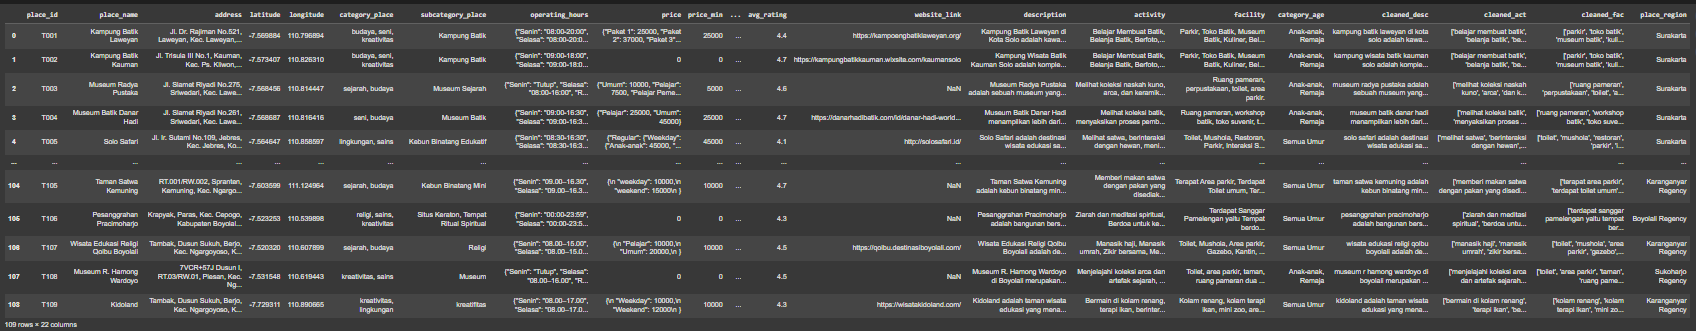 place_id place_name address latitude longitude category_place subcategory_place operating_hours price price_min ... avg_rating website_link description activity facility category_age cleaned_desc cleaned_act cleaned_fac place_region
0 T001 Kampung Batik Laweyan Jl. Dr. Rajiman No.521, Laweyan, Kec. Laweyan,... -7.569884 110.796894 budaya, seni, kreativitas Kampung Batik {"Senin": "08:00-20:00", "Selasa": "08:00-20:0... {"Paket 1": 25000, "Paket 2": 37000, "Paket 3"... 25000 ... 4.4 https://kampoengbatiklaweyan.org/ Kampung Batik Laweyan di Kota Solo adalah kawa... Belajar Membuat Batik, Belanja Batik, Berfoto,... Parkir, Toko Batik, Museum Batik, Kuliner, Bel... Anak-anak, Remaja kampung batik laweyan di kota solo adalah kawa... ['belajar membuat batik', 'belanja batik', 'be... ['parkir', 'toko batik', 'museum batik', 'kuli... Surakarta
1 T002 Kampung Batik Kauman Jl. Trisula III No.1, Kauman, Kec. Ps. Kliwon,... -7.573407 110.826310 budaya, seni, kreativitas Kampung Batik {"Senin": "09:00-18:00", "Selasa": "09:00-18:0... 0 0 ... 4.7 https://kampungbatikkauman.wixsite.com/kaumansolo Kampung Wisata Batik Kauman Solo adalah komple... Belajar Membuat Batik, Belanja Batik, Berfoto,... Parkir, Toko Batik, Museum Batik, Kuliner, Bel... Anak-anak, Remaja kampung wisata batik kauman solo adalah komple... ['belajar membuat batik', 'belanja batik', 'be... ['parkir', 'toko batik', 'museum batik', 'kuli... Surakarta
2 T003 Museum Radya Pustaka Jl. Slamet Riyadi No.275, Sriwedari, Kec. Lawe... -7.568456 110.814447 sejarah, budaya Museum Sejarah {"Senin": "Tutup", "Selasa": "08:00-16:00", "R... {"Umum": 10000, "Pelajar": 7500, "Pelajar Peme... 5000 ... 4.6 NaN Museum Radya Pustaka adalah sebuah museum yang... Melihat koleksi naskah kuno, arca, dan keramik... Ruang pameran, perpustakaan, toilet, area parkir. Anak-anak, Remaja museum radya pustaka adalah sebuah museum yang... ['melihat koleksi naskah kuno', 'arca', 'dan k... ['ruang pameran', 'perpustakaan', 'toilet', 'a... Surakarta
3 T004 Museum Batik Danar Hadi Jl. Slamet Riyadi No.261, Sriwedari, Kec. Lawe... -7.568687 110.816416 seni, budaya Museum Batik {"Senin": "09:00-16:30", "Selasa": "09:00-16:3... {"Pelajar": 25000, "Umum": 45000} 25000 ... 4.7 https://danarhadibatik.com/id/danar-hadi-world... Museum Batik Danar Hadi menampilkan lebih dari... Melihat koleksi batik, menyaksikan proses pemb... Ruang pameran, workshop batik, toko suvenir, t... Anak-anak, Remaja museum batik danar hadi menampilkan lebih dari... ['melihat koleksi batik', 'menyaksikan proses ... ['ruang pameran', 'workshop batik', 'toko suve... Surakarta
4 T005 Solo Safari Jl. Ir. Sutami No.109, Jebres, Kec. Jebres, Ko... -7.564647 110.858597 lingkungan, sains Kebun Binatang Edukatif {"Senin": "08:30-16:30", "Selasa": "08:30-16:3... {"Regular": {"Weekday": {"Anak-anak": 45000, "... 45000 ... 4.1 http://solosafari.id/ Solo Safari adalah destinasi wisata edukasi sa... Melihat satwa, berinteraksi dengan hewan, meni... Toilet, Mushola, Restoran, Parkir, Interaksi S... Semua Umur solo safari adalah destinasi wisata edukasi sa... ['melihat satwa', 'berinteraksi dengan hewan',... ['toilet', 'mushola', 'restoran', 'parkir', 'i... Surakarta
... ... ... ... ... ... ... ... ... ... ... ... ... ... ... ... ... ... ... ... ... ...
104 T105 Taman Satwa Kemuning RT.001/RW.002, Spranten, Kemuning, Kec. Ngargo... -7.603599 111.124964 sejarah, budaya Kebun Binatang Mini {"Senin": "09.00-16.30", "Selasa": "09.00-16.3... {\n "weekday": 10000,\n "weekend": 15000\n } 10000 ... 4.7 NaN Taman Satwa Kemuning adalah kebun binatang min... Memberi makan satwa dengan pakan yang disediak... Terapat Area Parkir, Terdapat Toilet umum, Ter... Semua Umur taman satwa kemuning adalah kebun binatang min... ['memberi makan satwa dengan pakan yang disedi... ['terapat area parkir', 'terdapat toilet umum'... Karanganyar Regency
105 T106 Pesanggrahan Pracimoharjo Krapyak, Paras, Kec. Cepogo, Kabupaten Boyolal... -7.523253 110.539898 religi, sains, kreativitas Situs Keraton, Tempat Ritual Spiritual {"Senin": "00:00-23:59", "Selasa": "00:00-23:5... 0 0 ... 4.3 NaN Pesanggrahan Pracimoharjo adalah bangunan bers... Ziarah dan meditasi spiritual, Berdoa untuk ke... Terdapat Sanggar Pamelengan yaitu Tempat berdo... Semua Umur pesanggrahan pracimoharjo adalah bangunan bers... ['ziarah dan meditasi spiritual', 'berdoa untu... ['terdapat sanggar pamelengan yaitu tempat ber... Boyolali Regency
106 T107 Wisata Edukasi Religi Qolbu Boyolali Tambak, Dusun Sukuh, Berjo, Kec. Ngargoyoso, K... -7.520320 110.607899 sejarah, budaya Religi {"Senin": "08.00-15.00", "Selasa": "08.00-15.0... {\n "Pelajar": 10000,\n "Umum": 20000\n } 10000 ... 4.5 https://qolbu.destinasiboyolali.com/ Wisata Edukasi Religi Qolbu Boyolali adalah de... Manasik Haji, Manasik umrah, Zikir bersama, Me... Toilet, Mushola, Area parkir, Gazebo, Kantin, ... Semua Umur wisata edukasi religi qolbu boyolali adalah de... ['manasik haji', 'manasik umrah', 'zikir bersa... ['toilet', 'mushola', 'area parkir', 'gazebo',... Karanganyar Regency
107 T108 Museum R. Hamong Wardoyo 7VCR+57J Dusun I, RT.03/RW.01, Plesan, Kec. Ng... -7.531548 110.619443 kreativitas, sains Museum {"Senin": "Tutup", "Selasa": "08.00-16.00", "R... 0 0 ... 4.5 NaN Museum R. Hamong Wardoyo di Boyolali merupakan... Menjelajahi koleksi arca dan artefak sejarah, ... Toilet, area parkir, taman, ruang pameran dua ... Anak-anak, Remaja museum r hamong wardoyo di boyolali merupakan ... ['menjelajahi koleksi arca dan artefak sejarah... ['toilet', 'area parkir', 'taman', 'ruang pame... Sukoharjo Regency
103 T109 Kidoland Tambak, Dusun Sukuh, Berjo, Kec. Ngargoyoso, K... -7.729311 110.890665 kreativitas, lingkungan kreatifitas {"Senin": "08.00-17.00", "Selasa": "08.00-17.0... {\n "Weekday": 10000,\n "Weekend": 12000\n } 10000 ... 4.3 https://wisatakidoland.com/ Kidoland adalah taman wisata edukasi yang mena... Bermain di kolam renang, terapi ikan, berinter... Kolam renang, kolam terapi ikan, mini zoo, are... Semua Umur kidoland adalah taman wisata edukasi yang mena... ['bermain di kolam renang', 'terapi ikan', 'be... ['kolam renang', 'kolam terapi ikan', 'mini zo... Karanganyar Regency
109 rows × 22 columns